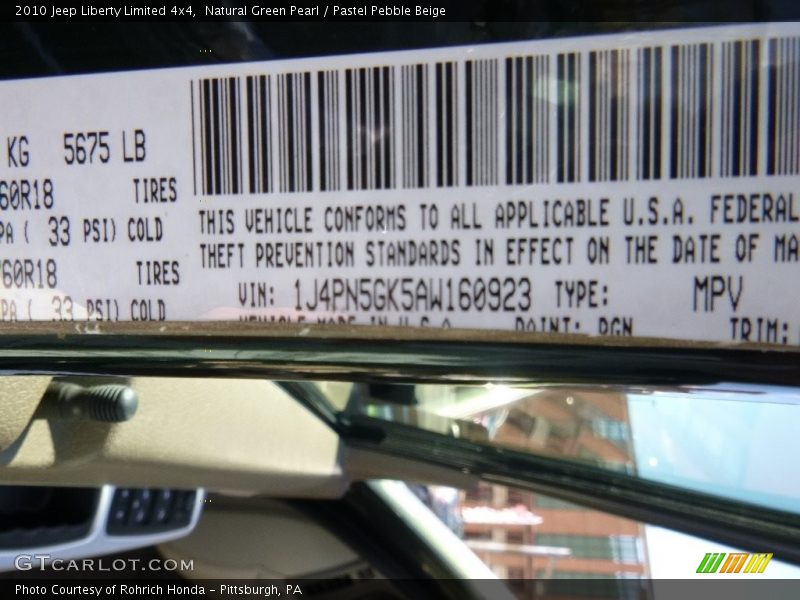 2010 Jeep Liberty Limited 4x4,  Natural Green Pearl / Pastel Pebble Beige
KG 5675 LB
60R18 TIRES
PA ( 33 PSI) COLD
60R18 TIRES
PA ( 33 PSI) COLD
THIS VEHICLE CONFORMS TO ALL APPLICABLE U.S.A. FEDERAL
THEFT PREVENTION STANDARDS IN EFFECT ON THE DATE OF MA
VIN: 1J4PN5GK5AW160923 TYPE: MPV
VEHICLE MADE IN U.S.A. PAINT: PGN TRIM:
GTCARLOT.COM
Photo Courtesy of Rohrich Honda - Pittsburgh, PA